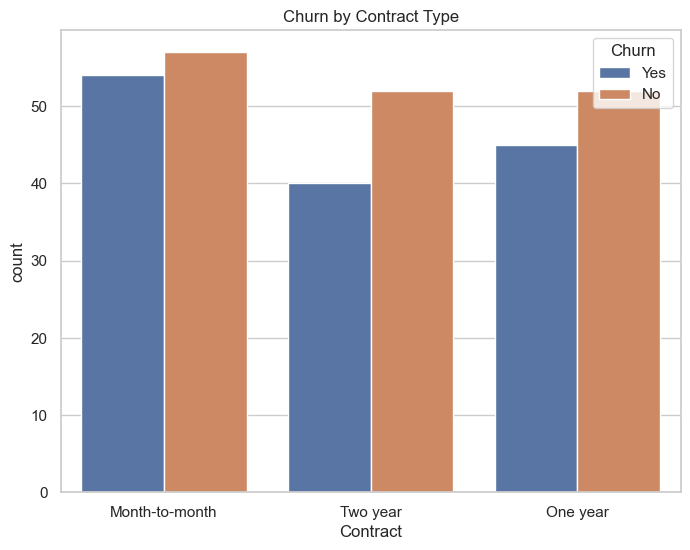 Churn by Contract Type
Churn
Yes
No
50
40
30
20
10
0
count
Month-to-month
Two year
One year
Contract